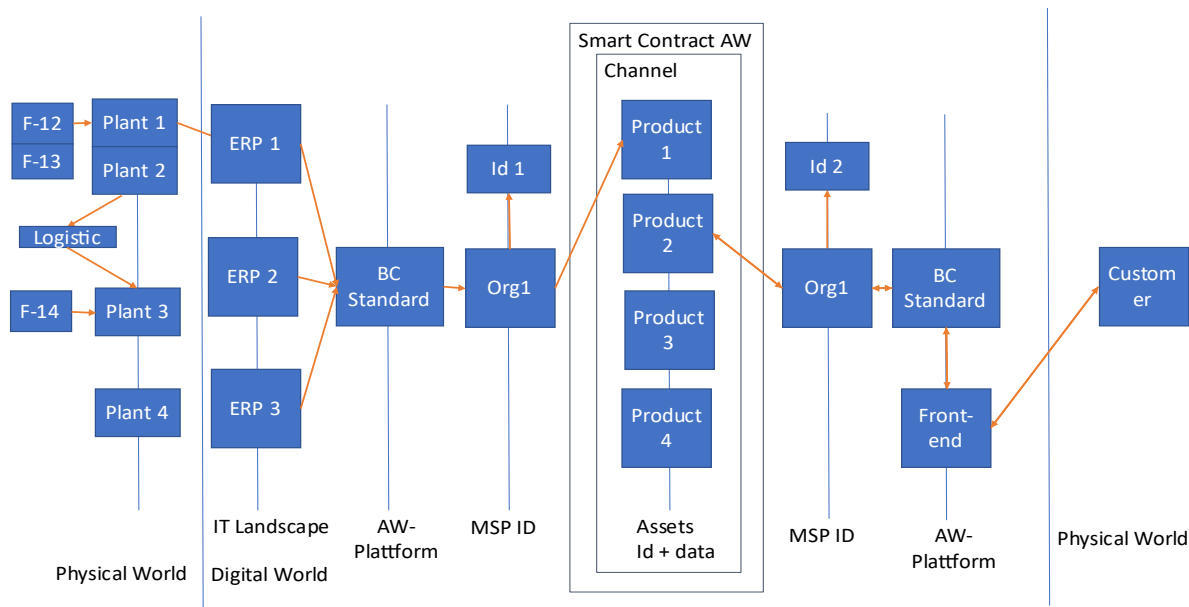 Smart Contract AW
Channel
F-12
F-13
Plant 1
Plant 2
Logistic
F-14
Plant 3
Plant 4
ERP 1
ERP 2
ERP 3
BC
Standard
Id 1
Org1
Product
1
Product
2
Product
3
Product
4
Id 2
Org1
BC
Standard
Front-
end
Custom
er
IT Landscape
AW-
Plattform
MSP ID
Assets
Id + data
MSP ID
AW-
Plattform
Physical World
Physical World
Digital World